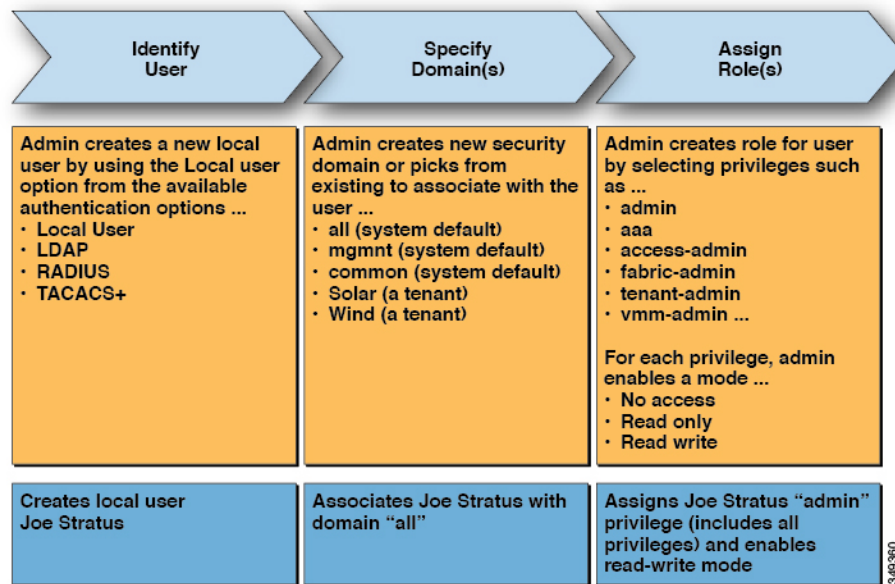 Identify
User
Specify
Domain(s)
Assign
Role(s)
Admin creates a new local
user by using the Local user
option from the available
authentication options ...
• Local User
• LDAP
• RADIUS
• TACACS+
Admin creates new security
domain or picks from
existing to associate with the
user ...
• all (system default)
• mgmnt (system default)
• common (system default)
• Solar (a tenant)
• Wind (a tenant)
Admin creates role for user
by selecting privileges such
as ...
• admin
• aaa
• access-admin
• fabric-admin
• tenant-admin
• vmm-admin ...
For each privilege, admin
enables a mode ...
• No access
• Read only
• Read write
Creates local user
Joe Stratus
Associates Joe Stratus with
domain “all”
Assigns Joe Stratus “admin”
privilege (includes all
privileges) and enables
read-write mode